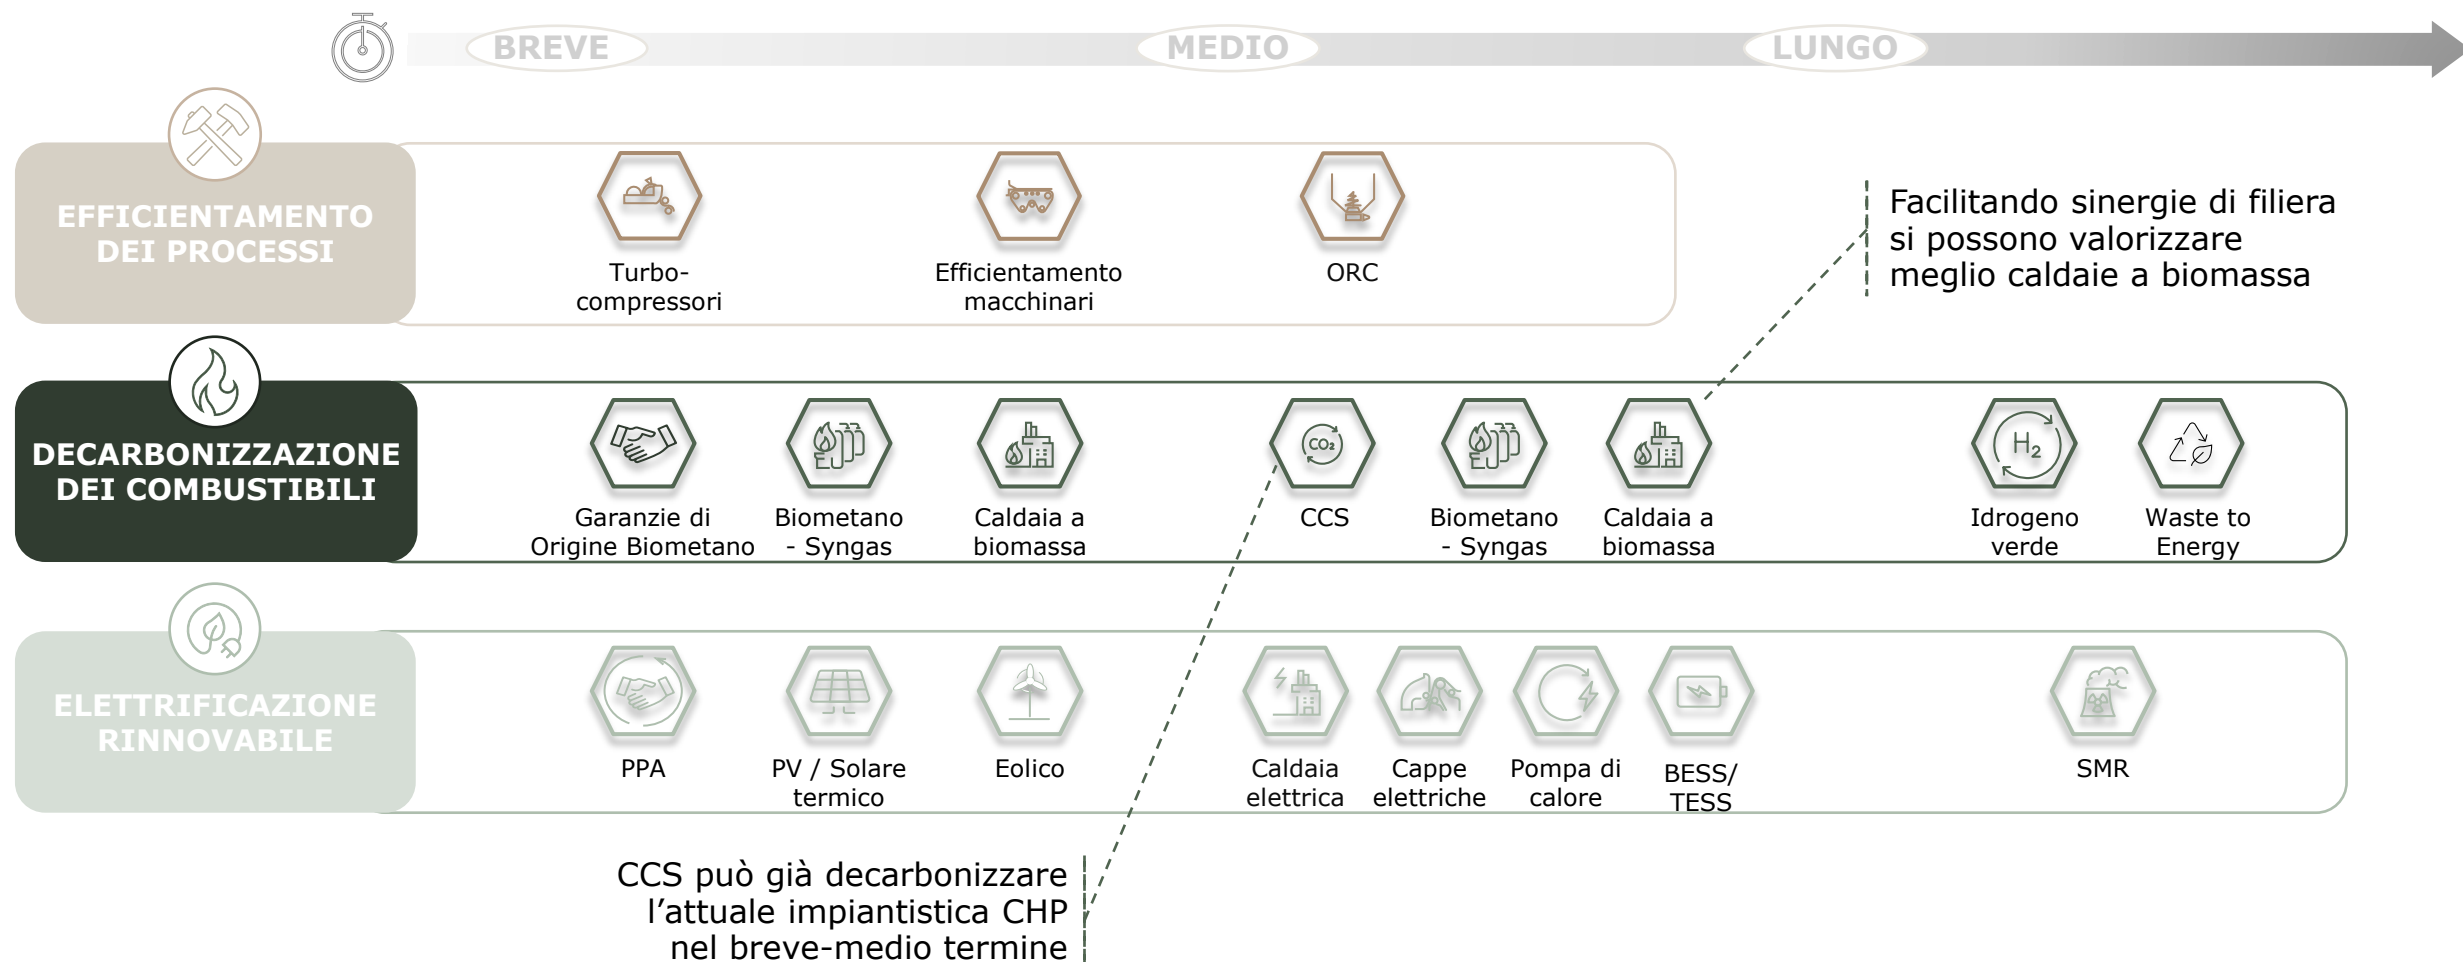 BREVE
MEDIO
LUNGO
EFFICIENTAMENTO
DEI PROCESSI
Turbo-
compressori
Efficientamento
macchinari
ORC
Facilitando sinergie di filiera
si possono valorizzare
meglio caldaie a biomassa
DECARBONIZZAZIONE
DEI COMBUSTIBILI
Garanzie di
Origine Biometano
Biometano
- Syngas
Caldaia a
biomassa
CO2
CCS
Biometano
- Syngas
Caldaia a
biomassa
H2
Idrogeno
verde
Waste to
Energy
ELETTRIFICAZIONE
RINNOVABILE
PPA
PV / Solare
termico
Eolico
Caldaia
elettrica
Cappe
elettriche
Pompa di
calore
BESS/
TESS
SMR
CCS può già decarbonizzare
l’attuale impiantistica CHP
nel breve-medio termine